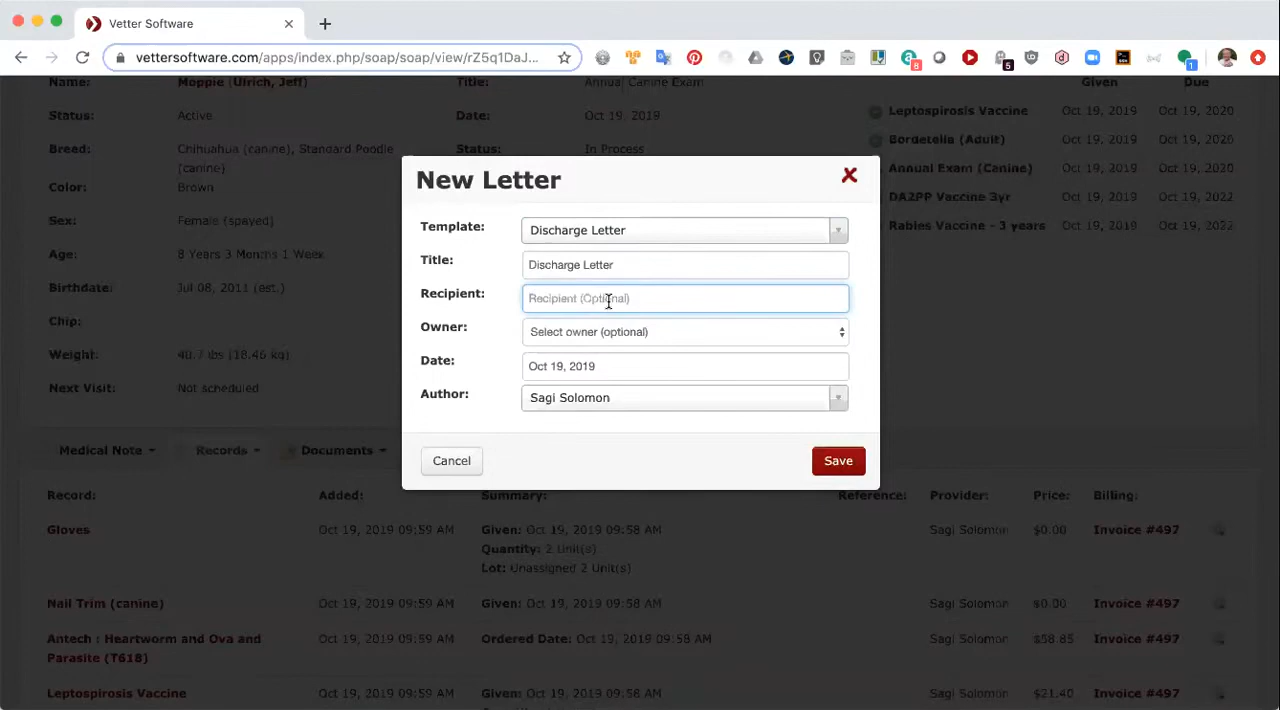 Vetter Software
vettersoftware.com/apps/index.php/soap/soap/view/rZ5q1DaJ...
8
5
1
Name: Moppie (Ulrich, Jeff) Title: Annual Canine Exam Given Due
Status: Active Date: Oct 19, 2019 Leptospirosis Vaccine Oct 19, 2019 Oct 19, 2020
Breed: Chihuahua (canine), Standard Poodle Status: In Process Bordetella (Adult) Oct 19, 2019 Oct 19, 2020
(canine) Annual Exam (Canine) Oct 19, 2019 Oct 19, 2020
Color: Brown DA2PP Vaccine 3yr Oct 19, 2019 Oct 19, 2022
Sex: Female (spayed) Rabies Vaccine - 3 years Oct 19, 2019 Oct 19, 2022
Age: 8 Years 3 Months 1 Week
Birthdate: Jul 08, 2011 (est.)
Chip:
Weight: 40.7 lbs (18.46 kg)
Next Visit: Not scheduled
New Letter
Template: Discharge Letter
Title: Discharge Letter
Recipient: Recipient (Optional)
Owner: Select owner (optional)
Date: Oct 19, 2019
Author: Sagi Solomon
Cancel Save
Medical Note Records Documents
Record: Added: Summary: Reference: Provider: Price: Billing:
Gloves Oct 19, 2019 09:59 AM Given: Oct 19, 2019 09:58 AM Sagi Solomon $0.00 Invoice #497
Quantity: 2 Unit(s)
Lot: Unassigned 2 Unit(s)
Nail Trim (canine) Oct 19, 2019 09:59 AM Given: Oct 19, 2019 09:58 AM Sagi Solomon $0.00 Invoice #497
Antech : Heartworm and Ova and Oct 19, 2019 09:59 AM Ordered Date: Oct 19, 2019 09:58 AM Sagi Solomon $58.85 Invoice #497
Parasite (T618)
Leptospirosis Vaccine Oct 19, 2019 09:59 AM Given: Oct 19, 2019 09:58 AM Sagi Solomon $21.40 Invoice #497